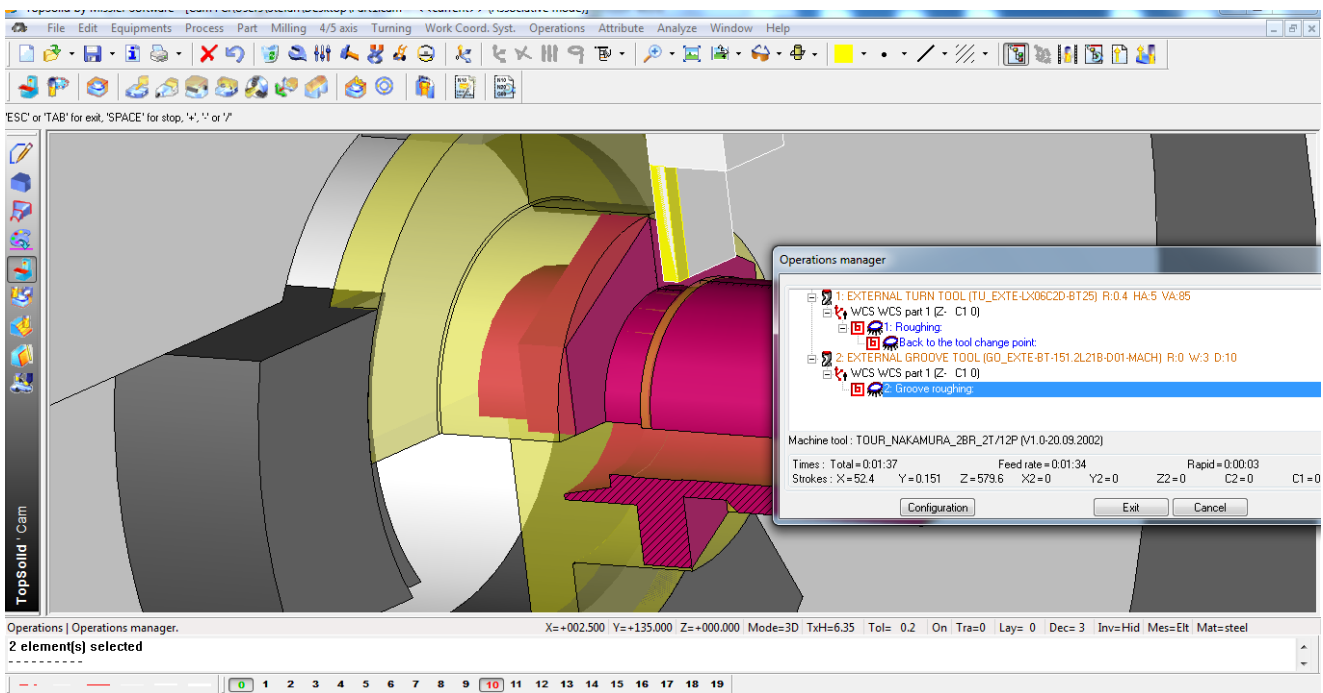 TopSolid by Missler Software
File Edit Equipments Process Part Milling 4/5 axis Turning Work Coord. Syst. Operations Attribute Analyze Window Help
'ESC' or 'TAB' for exit, 'SPACE' for stop, '+', '-' or '/'
Operations manager
1: EXTERNAL TURN TOOL (TU_EXTE-LX06C2D-BT25) R:0.4 HA:5 VA:85
WCS WCS part 1 (Z- C1 0)
1: Roughing:
Back to the tool change point:
2: EXTERNAL GROOVE TOOL (GO_EXTE-BT-151.2L21B-D01-MACH) R:0 W:3 D:10
WCS WCS part 1 (Z- C1 0)
2: Groove roughing:
Machine tool : TOUR_NAKAMURA_2BR_2T/12P (V1.0-20.09.2002)
Times : Total = 0:01:37 Feed rate = 0:01:34 Rapid = 0:00:03
Strokes : X = 52.4 Y = 0.151 Z = 579.6 X2 = 0 Y2 = 0 Z2 = 0 C2 = 0 C1 = 0
Configuration Exit Cancel
TopSolid ' Cam
Operations | Operations manager. X=+002.500 Y=+135.000 Z=+000.000 Mode=3D TxH=6.35 Tol= 0.2 On Tra=0 Lay= 0 Dec= 3 Inv=Hid Mes=Elt Mat=steel
2 element(s) selected
----------
0 1 2 3 4 5 6 7 8 9 10 11 12 13 14 15 16 17 18 19